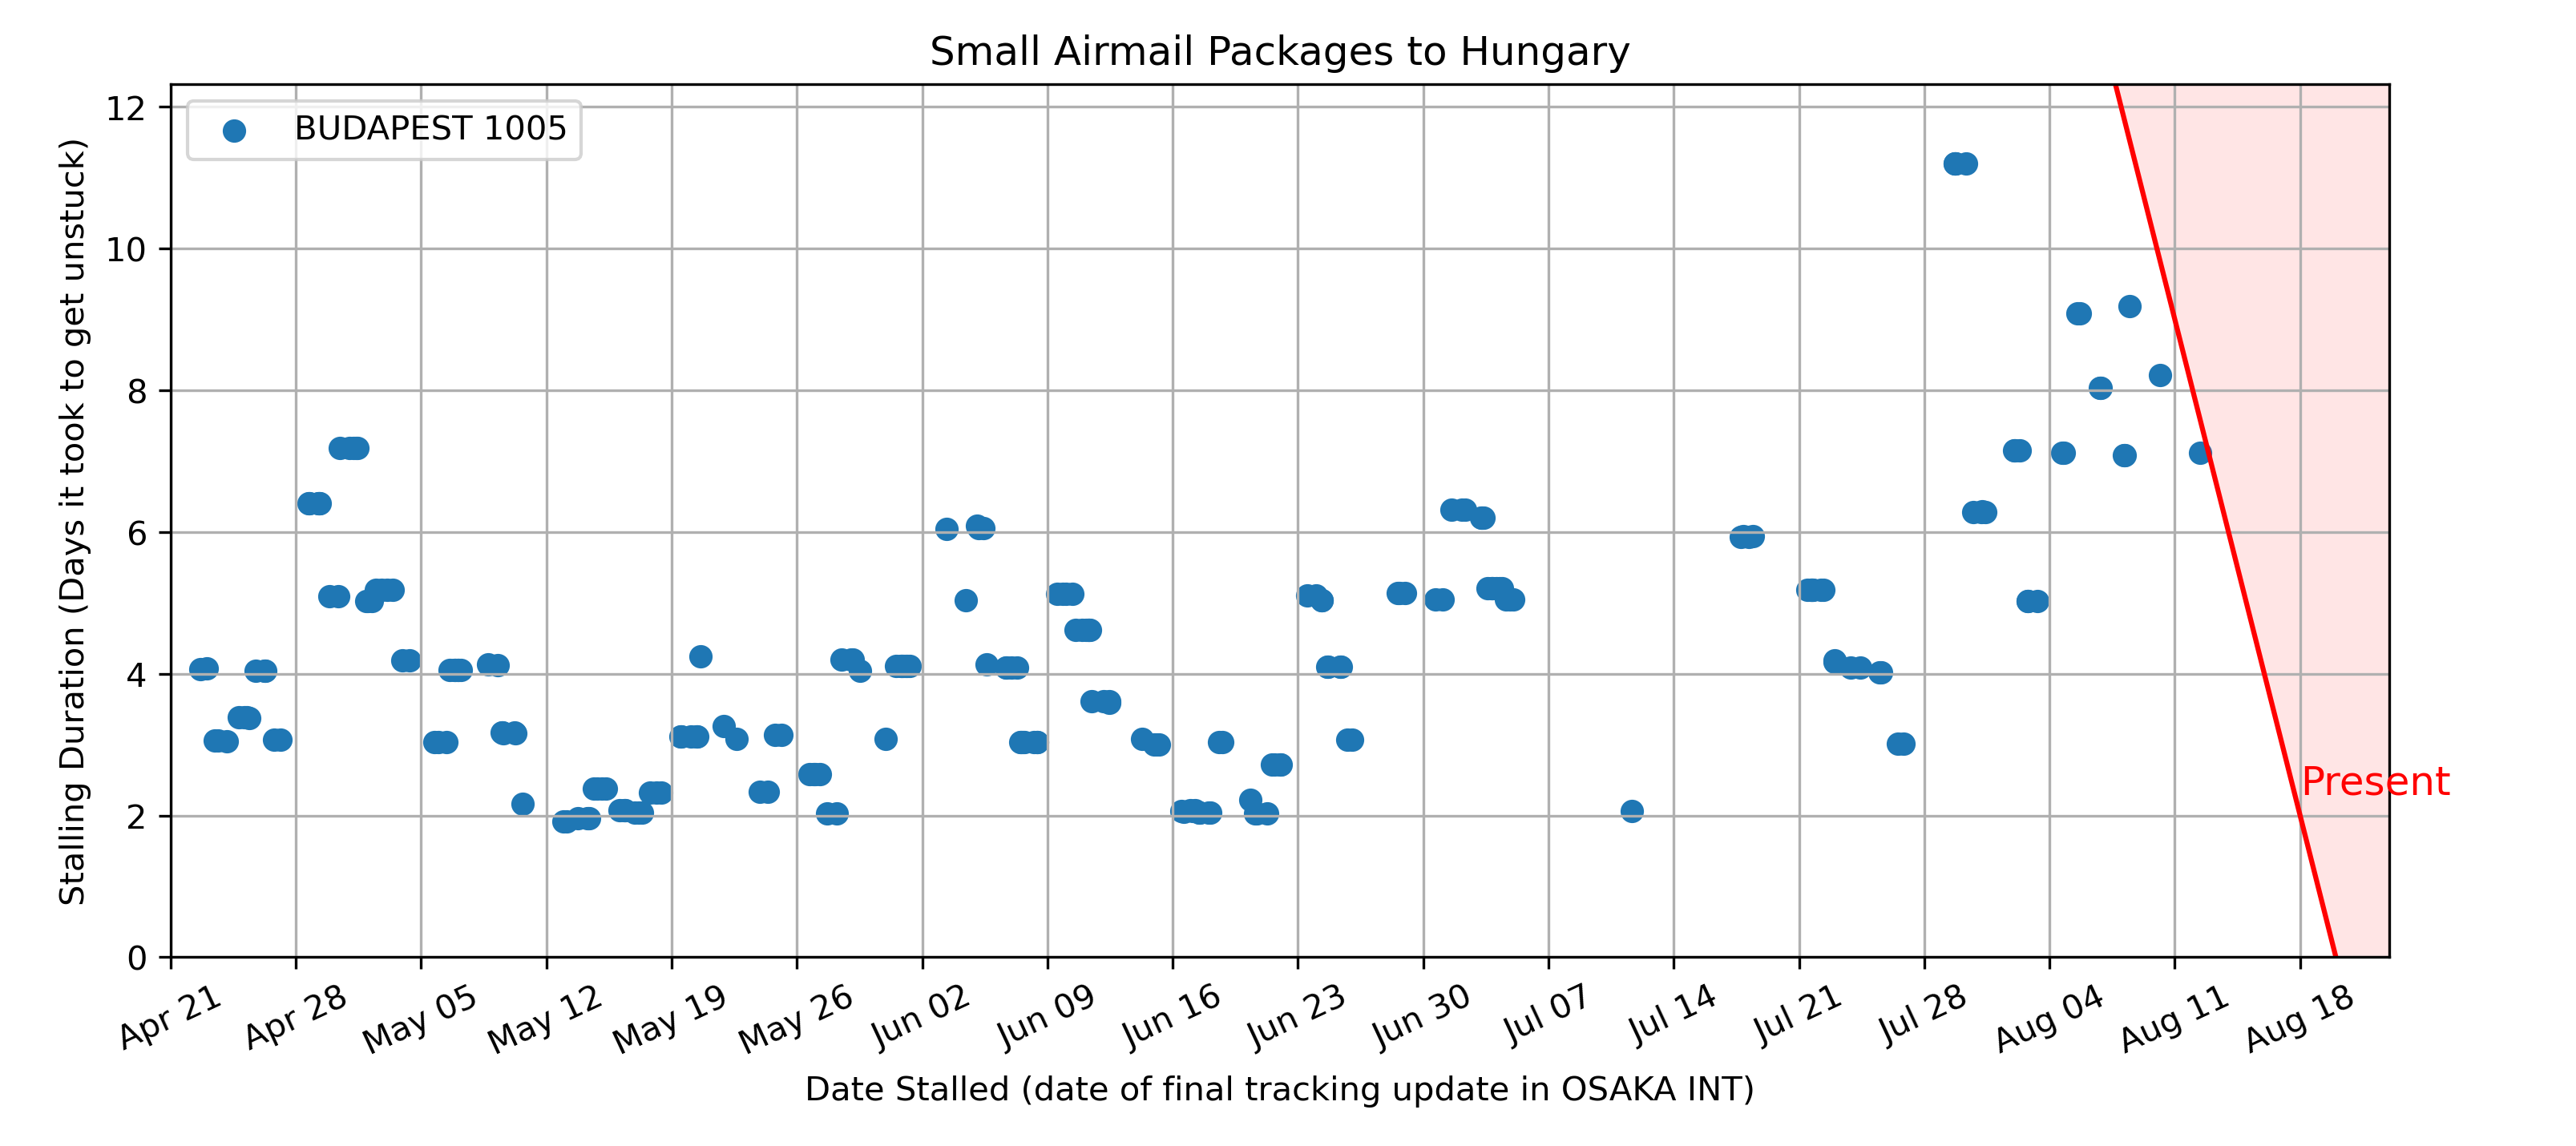 Small Airmail Packages to Hungary
BUDAPEST 1005
Stalling Duration (Days it took to get unstuck)
12
10
8
6
4
2
0
Present
Apr 21
Apr 28
May 05
May 12
May 19
May 26
Jun 02
Jun 09
Jun 16
Jun 23
Jun 30
Jul 07
Jul 14
Jul 21
Jul 28
Aug 04
Aug 11
Aug 18
Date Stalled (date of final tracking update in OSAKA INT)